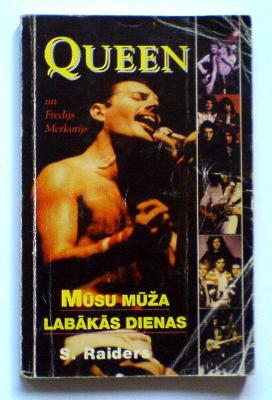 QUEEN
un
Fredijs
Merkurijs
MŪSU MŪŽA
LABĀKĀS DIENAS
S. Raiders